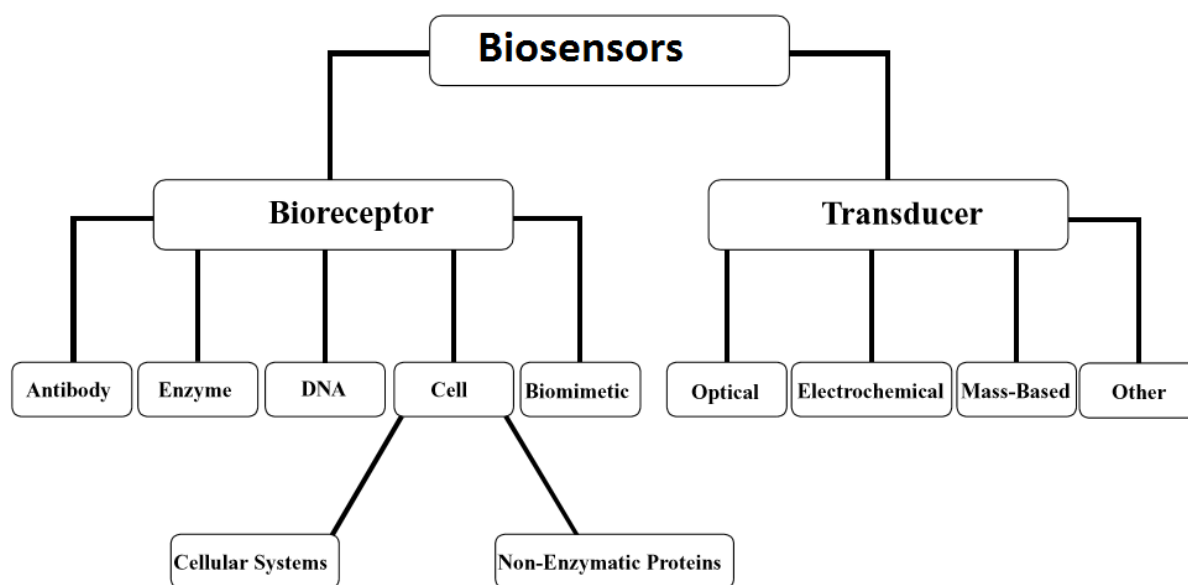 Biosensors
Bioreceptor
Transducer
Antibody
Enzyme
DNA
Cell
Biomimetic
Optical
Electrochemical
Mass-Based
Other
Cellular Systems
Non-Enzymatic Proteins